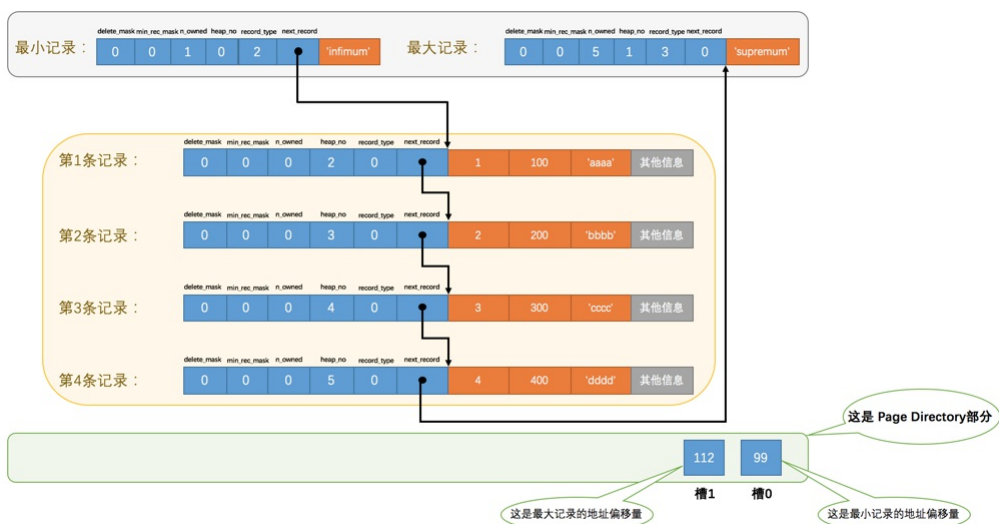 delete_mask min_rec_mask n_owned heap_no record_type next_record
最小记录： 0 0 1 0 2 'infimum'
delete_mask min_rec_mask n_owned heap_no record_type next_record
最大记录： 0 0 5 1 3 0 'supremum'
delete_mask min_rec_mask n_owned heap_no record_type next_record
第1条记录： 0 0 0 2 0 1 100 'aaaa' 其他信息
delete_mask min_rec_mask n_owned heap_no record_type next_record
第2条记录： 0 0 0 3 0 2 200 'bbbb' 其他信息
delete_mask min_rec_mask n_owned heap_no record_type next_record
第3条记录： 0 0 0 4 0 3 300 'cccc' 其他信息
delete_mask min_rec_mask n_owned heap_no record_type next_record
第4条记录： 0 0 0 5 0 4 400 'dddd' 其他信息
这是 Page Directory部分
112 99
槽1 槽0
这是最大记录的地址偏移量
这是最小记录的地址偏移量